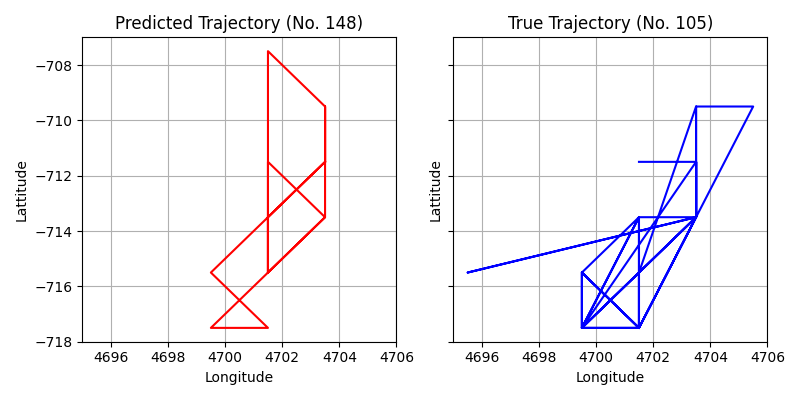 Predicted Trajectory (No. 148)
True Trajectory (No. 105)
Lattitude
−708
−710
−712
−714
−716
−718
4696 4698 4700 4702 4704 4706
Longitude
Lattitude
4696 4698 4700 4702 4704 4706
Longitude